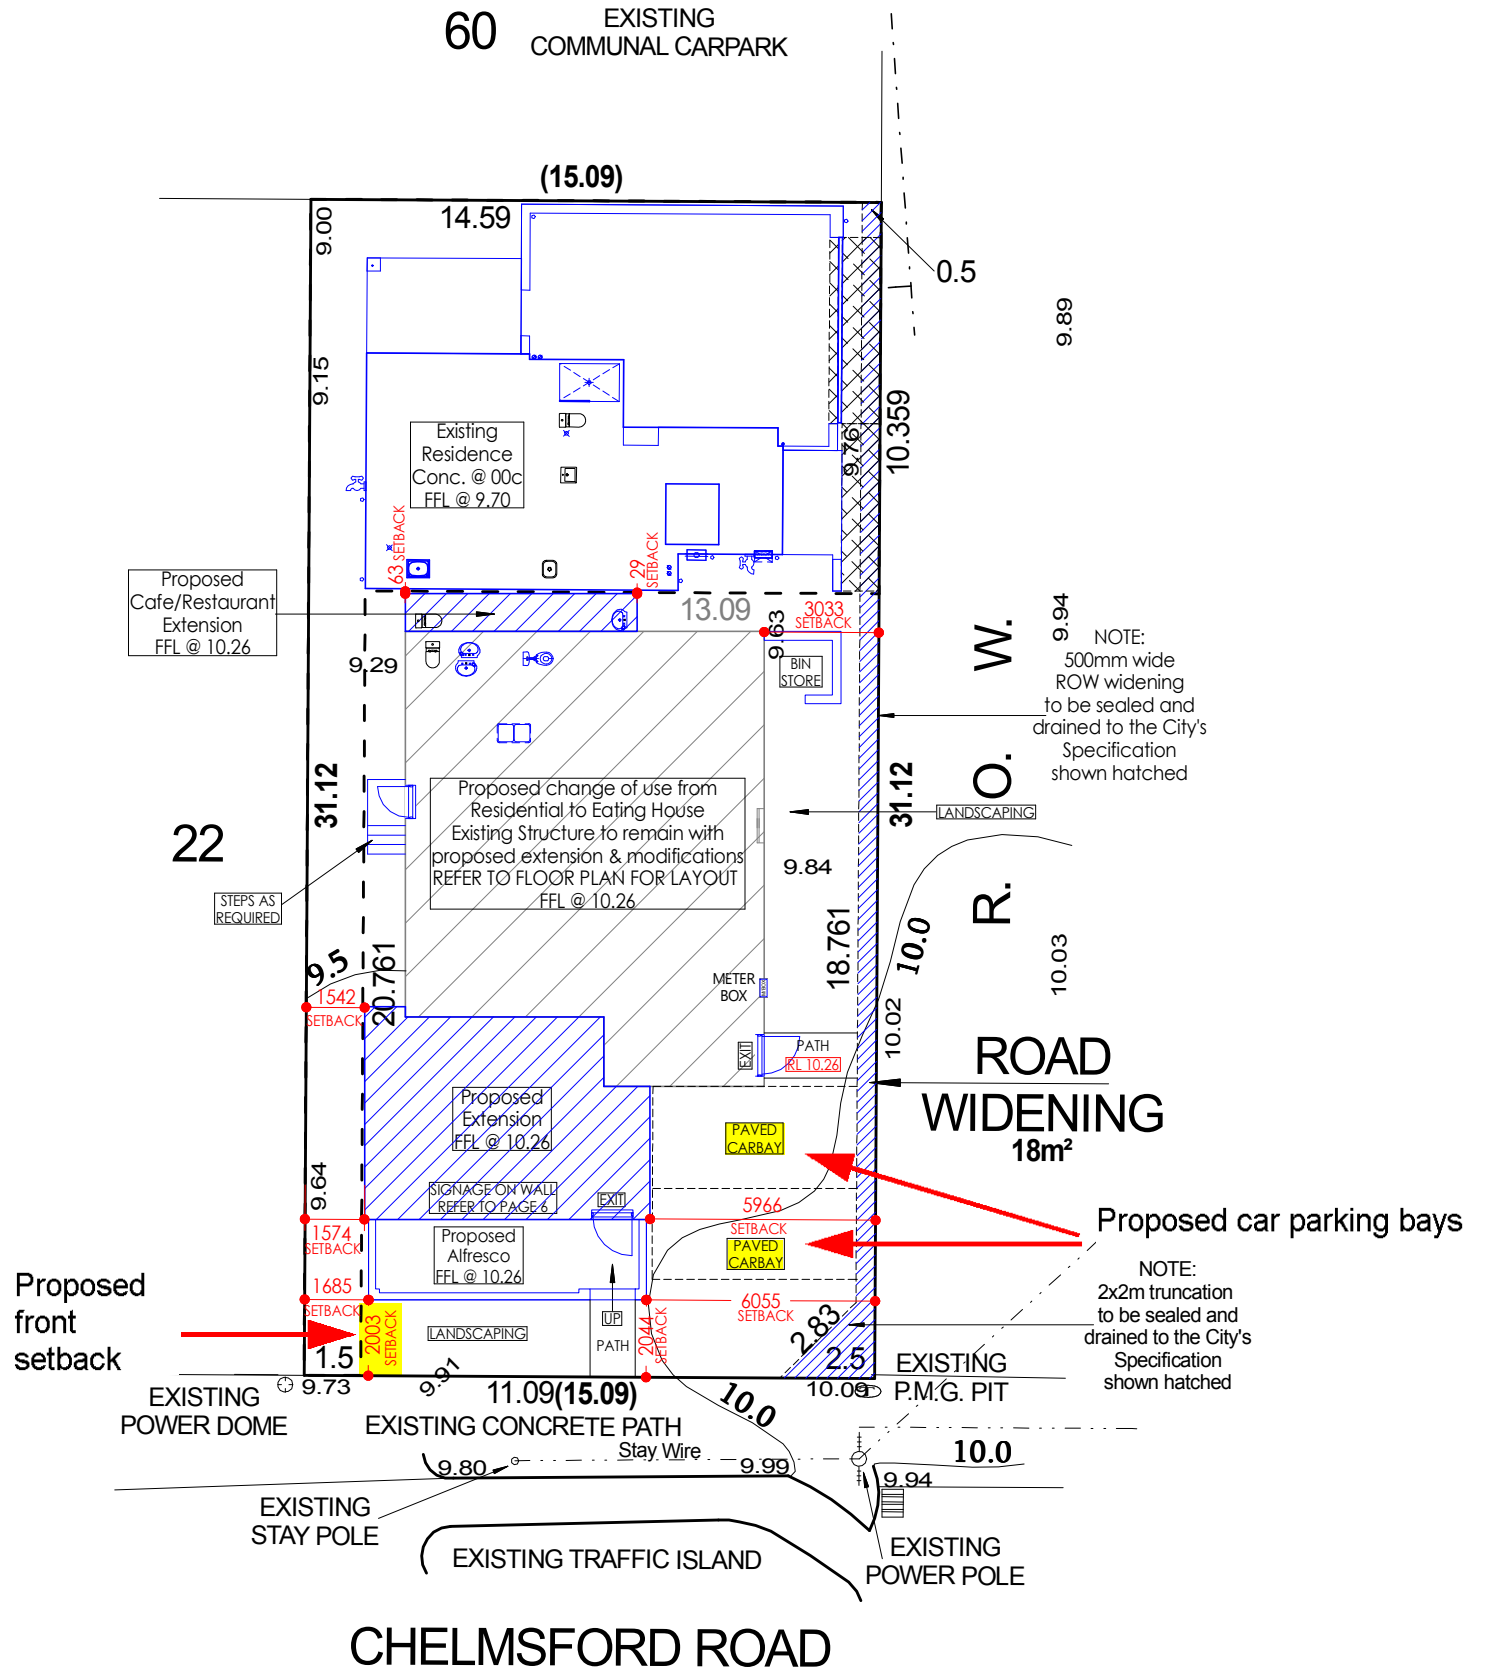 60
EXISTING
COMMUNAL CARPARK
(15.09)
14.59
9.00
0.5
9.89
9.15
10.359
9.76
Existing
Residence
Conc. @ 00c
FFL @ 9.70
63 SETBACK
29
SETBACK
Proposed
Cafe/Restaurant
Extension
FFL @ 10.26
13.09
3033
SETBACK
9.63
9.94
9.29
BIN
STORE
NOTE:
500mm wide
ROW widening
to be sealed and
drained to the City's
Specification
shown hatched
R. O. W.
31.12
Proposed change of use from
Residential to Eating House
Existing Structure to remain with
proposed extension & modifications
REFER TO FLOOR PLAN FOR LAYOUT
FFL @ 10.26
31.12
LANDSCAPING
22
9.84
STEPS AS
REQUIRED
18.761
10.0
10.03
9.5
20.761
METER
BOX
1542
SETBACK
10.02
EXIT
PATH
RL 10.26
ROAD
WIDENING
18m²
Proposed
Extension
FFL @ 10.26
PAVED
CARBAY
9.64
SIGNAGE ON WALL
REFER TO PAGE 6
EXIT
5966
SETBACK
Proposed car parking bays
1574
SETBACK
Proposed
Alfresco
FFL @ 10.26
PAVED
CARBAY
NOTE:
2x2m truncation
to be sealed and
drained to the City's
Specification
shown hatched
Proposed
front
setback
1685
SETBACK
6055
SETBACK
2003
SETBACK
LANDSCAPING
UP
PATH
2044
SETBACK
2.83
1.5
2.5
EXISTING
P.M.G. PIT
9.73
9.91
11.09(15.09)
10.09
10.0
EXISTING
POWER DOME
EXISTING CONCRETE PATH
Stay Wire
10.0
9.80
9.99
9.94
EXISTING
STAY POLE
EXISTING TRAFFIC ISLAND
EXISTING
POWER POLE
CHELMSFORD ROAD